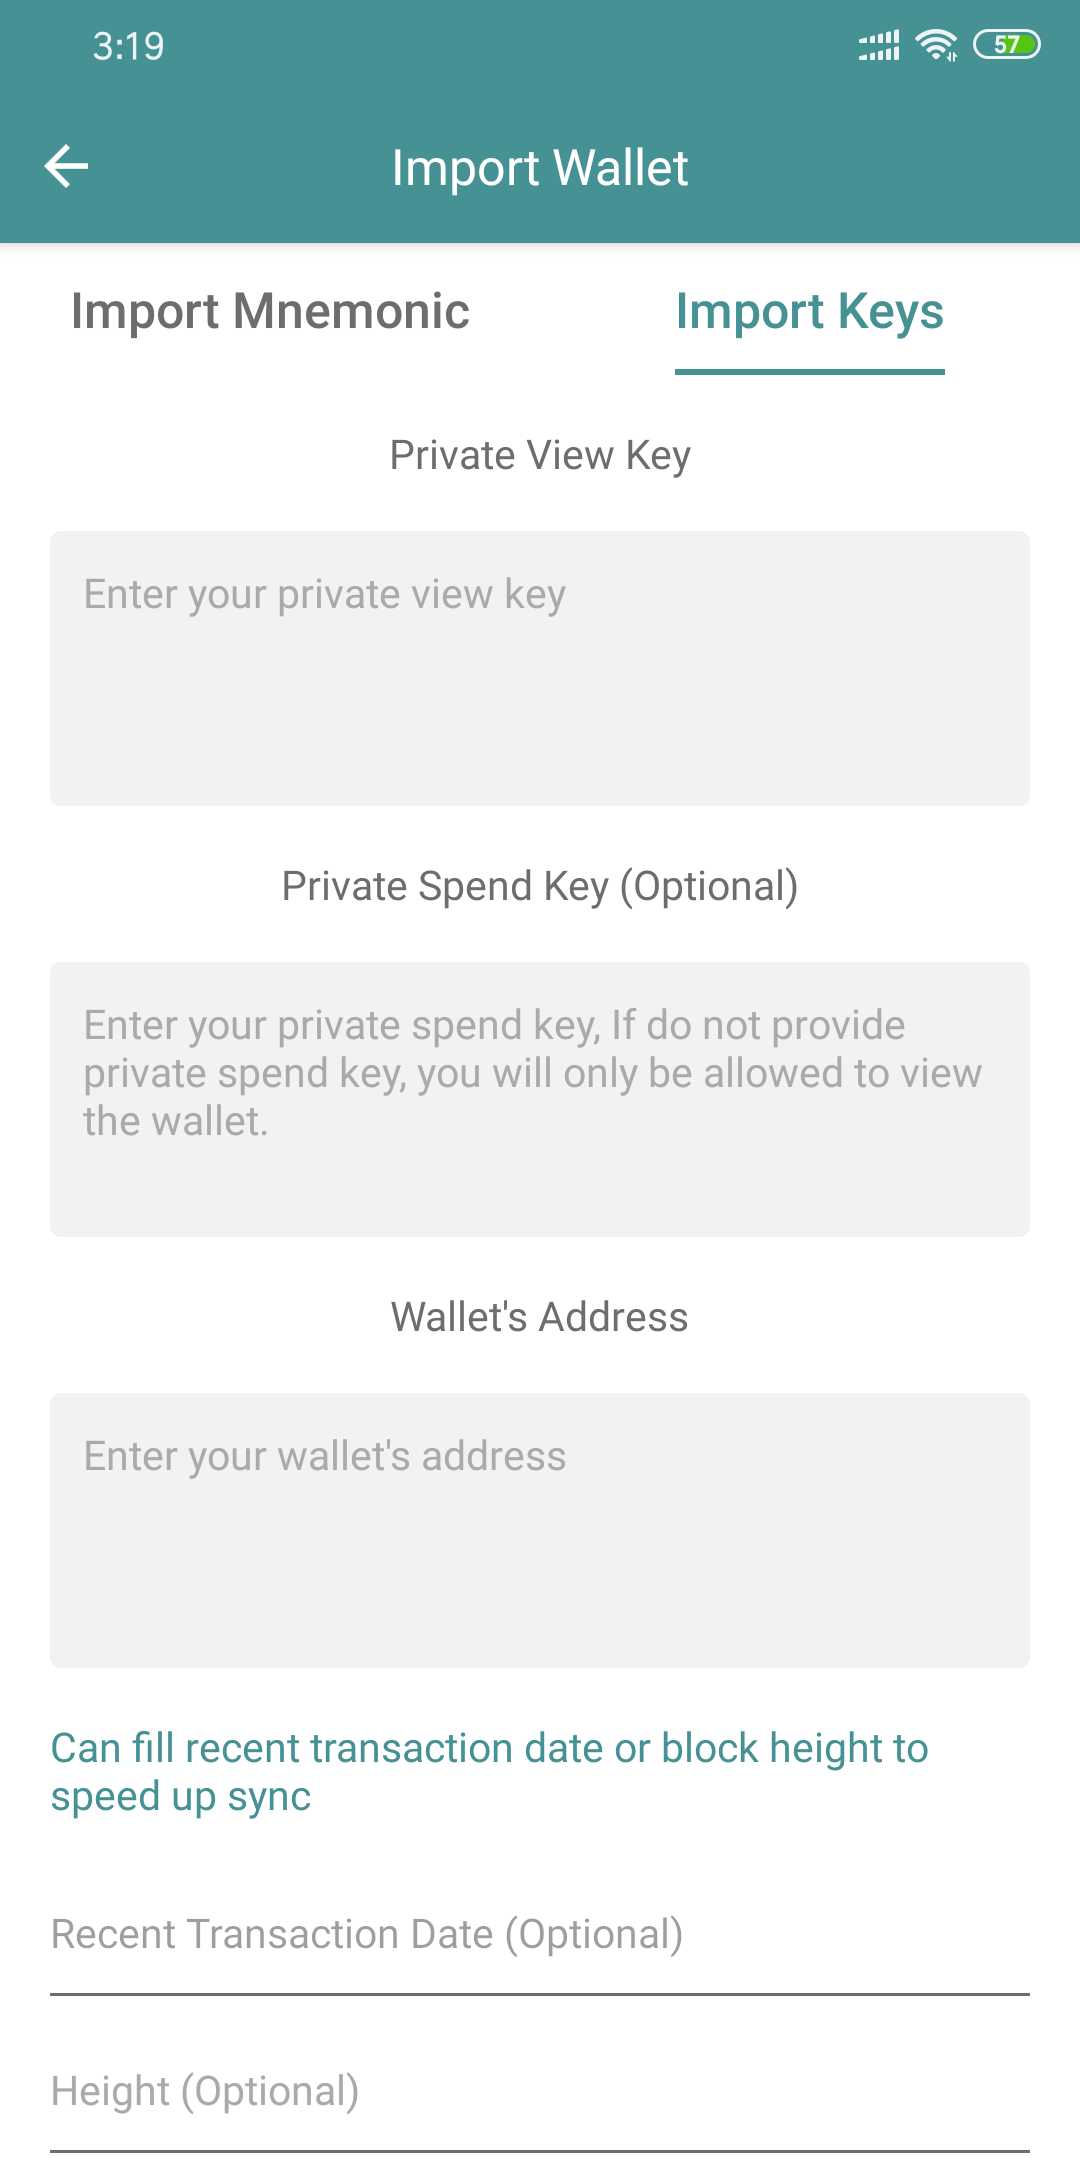 3:19
57
Import Wallet
Import Mnemonic
Import Keys
Private View Key
Enter your private view key
Private Spend Key (Optional)
Enter your private spend key, If do not provide
private spend key, you will only be allowed to view
the wallet.
Wallet's Address
Enter your wallet's address
Can fill recent transaction date or block height to
speed up sync
Recent Transaction Date (Optional)
Height (Optional)